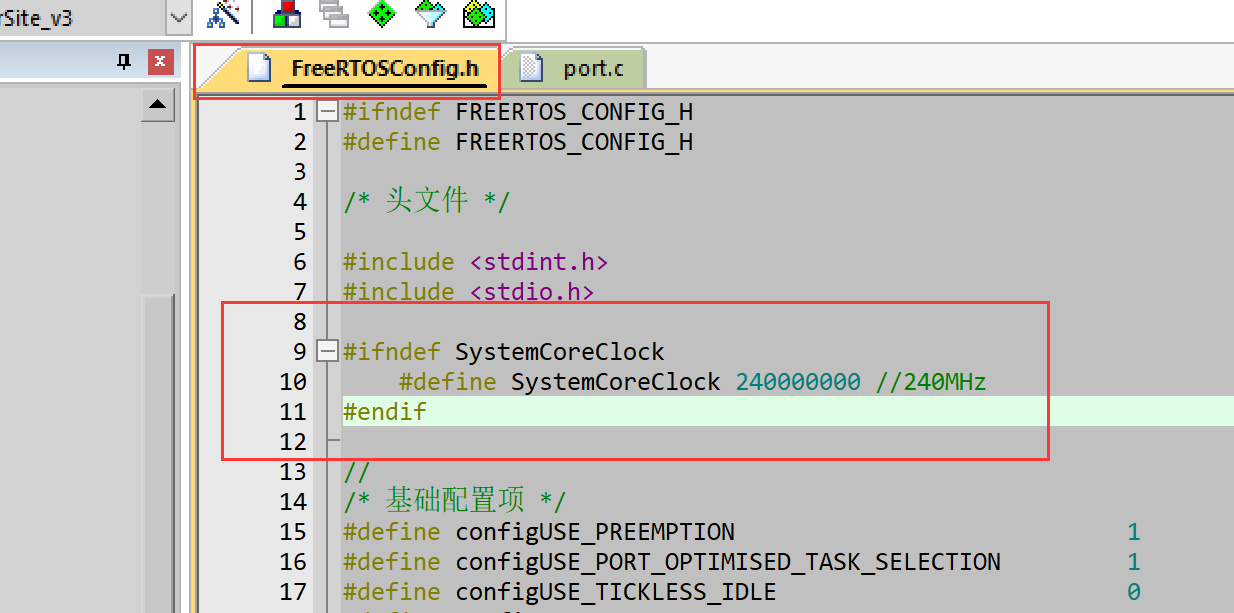 rSite_v3
FreeRTOSConfig.h
port.c
1 #ifndef FREERTOS_CONFIG_H
2 #define FREERTOS_CONFIG_H
3
4 /* 头文件 */
5
6 #include <stdint.h>
7 #include <stdio.h>
8
9 #ifndef SystemCoreClock
10 #define SystemCoreClock 240000000 //240MHz
11 #endif
12
13 //
14 /* 基础配置项 */
15 #define configUSE_PREEMPTION 1
16 #define configUSE_PORT_OPTIMISED_TASK_SELECTION 1
17 #define configUSE_TICKLESS_IDLE 0